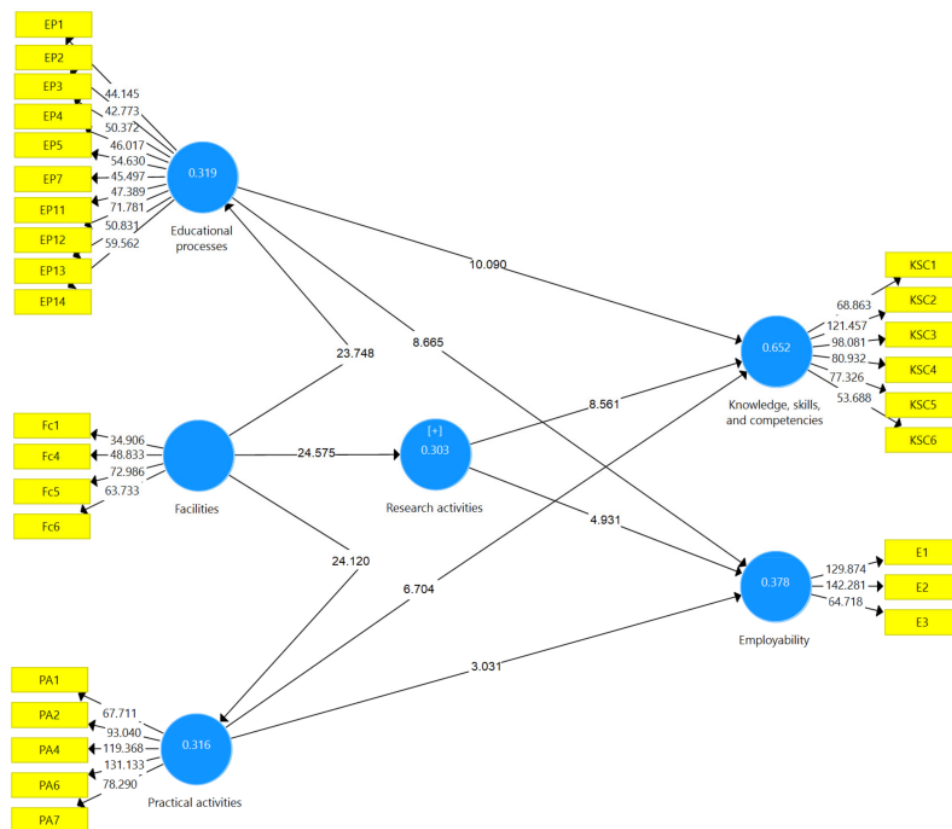 EP1
EP2
EP3
EP4
EP5
EP7
EP11
EP12
EP13
EP14
44.145
42.773
50.372
46.017
54.630
45.497
47.389
71.781
50.831
59.562
0.319
Educational
processes
10.090
8.665
23.748
KSC1
KSC2
KSC3
KSC4
KSC5
KSC6
68.863
121.457
98.081
80.932
77.326
53.688
0.652
Knowledge, skills,
and competencies
Fc1
Fc4
Fc5
Fc6
34.906
48.833
72.986
63.733
Facilities
24.575
[+]
0.303
Research activities
8.561
4.931
24.120
6.704
3.031
E1
E2
E3
129.874
142.281
64.718
0.378
Employability
PA1
PA2
PA4
PA6
PA7
67.711
93.040
119.368
131.133
78.290
0.316
Practical activities